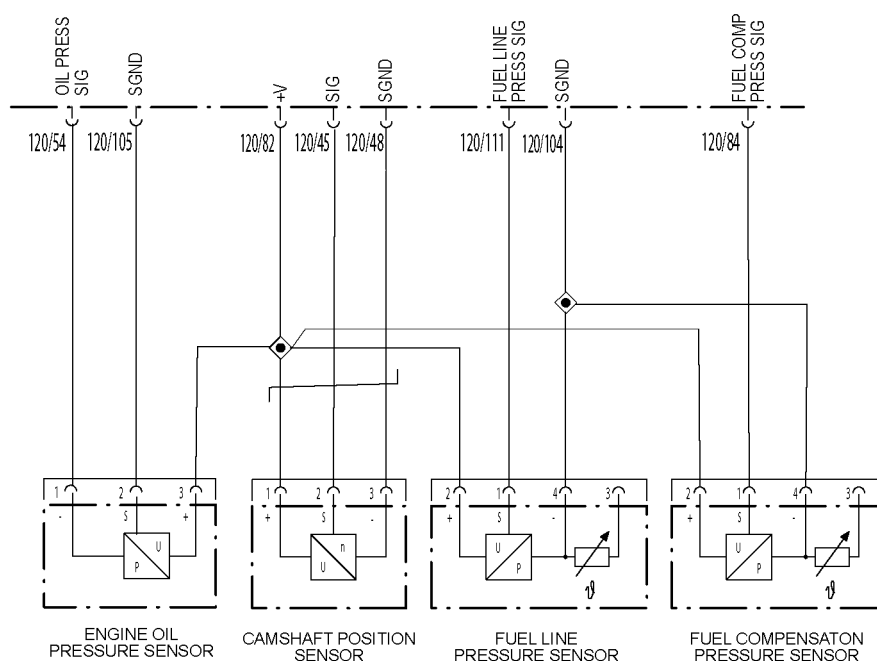 OIL PRESS
SIG
SGND
+V
SIG
SGND
FUEL LINE
PRESS SIG
SGND
FUEL COMP
PRESS SIG
120/54
120/105
120/82
120/45
120/48
120/111
120/104
120/84
1 2 3
1 2 3
2 1 4 3
2 1 4 3
- S +
+ S -
+ S -
+ S -
U
P
n
U
U
P
U
P
ϑ
ϑ
ENGINE OIL
PRESSURE SENSOR
CAMSHAFT POSITION
SENSOR
FUEL LINE
PRESSURE SENSOR
FUEL COMPENSATON
PRESSURE SENSOR